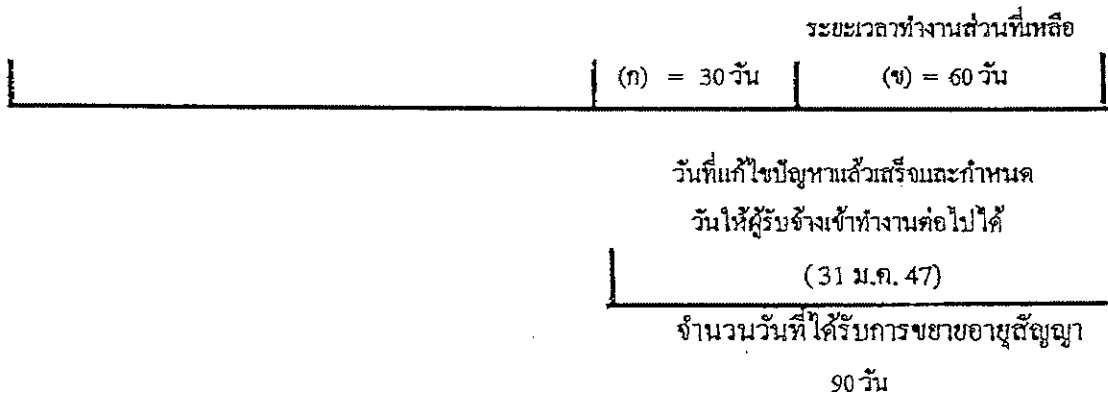 ระยะเวลาทำงานส่วนที่เหลือ
(ก) = 30 วัน (ข) = 60 วัน
วันที่แก้ไขปัญหาแล้วเสร็จและกำหนด
วันให้ผู้รับจ้างเข้าทำงานต่อไปได้
(31 ม.ค. 47)
จำนวนวันที่ได้รับการขยายอายุสัญญา
90 วัน